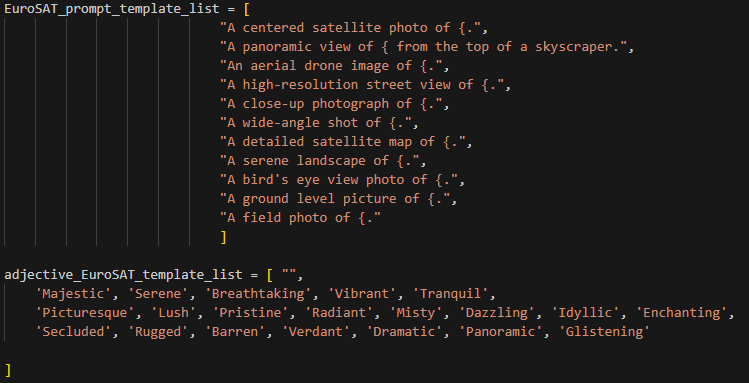 EuroSAT_prompt_template_list = [
"A centered satellite photo of {.",
"A panoramic view of { from the top of a skyscraper.",
"An aerial drone image of {.",
"A high-resolution street view of {.",
"A close-up photograph of {.",
"A wide-angle shot of {.",
"A detailed satellite map of {.",
"A serene landscape of {.",
"A bird's eye view photo of {.",
"A ground level picture of {.",
"A field photo of {."
]
adjective_EuroSAT_template_list = [ "",
'Majestic', 'Serene', 'Breathtaking', 'Vibrant', 'Tranquil',
'Picturesque', 'Lush', 'Pristine', 'Radiant', 'Misty', 'Dazzling', 'Idyllic', 'Enchanting',
'Secluded', 'Rugged', 'Barren', 'Verdant', 'Dramatic', 'Panoramic', 'Glistening'
]